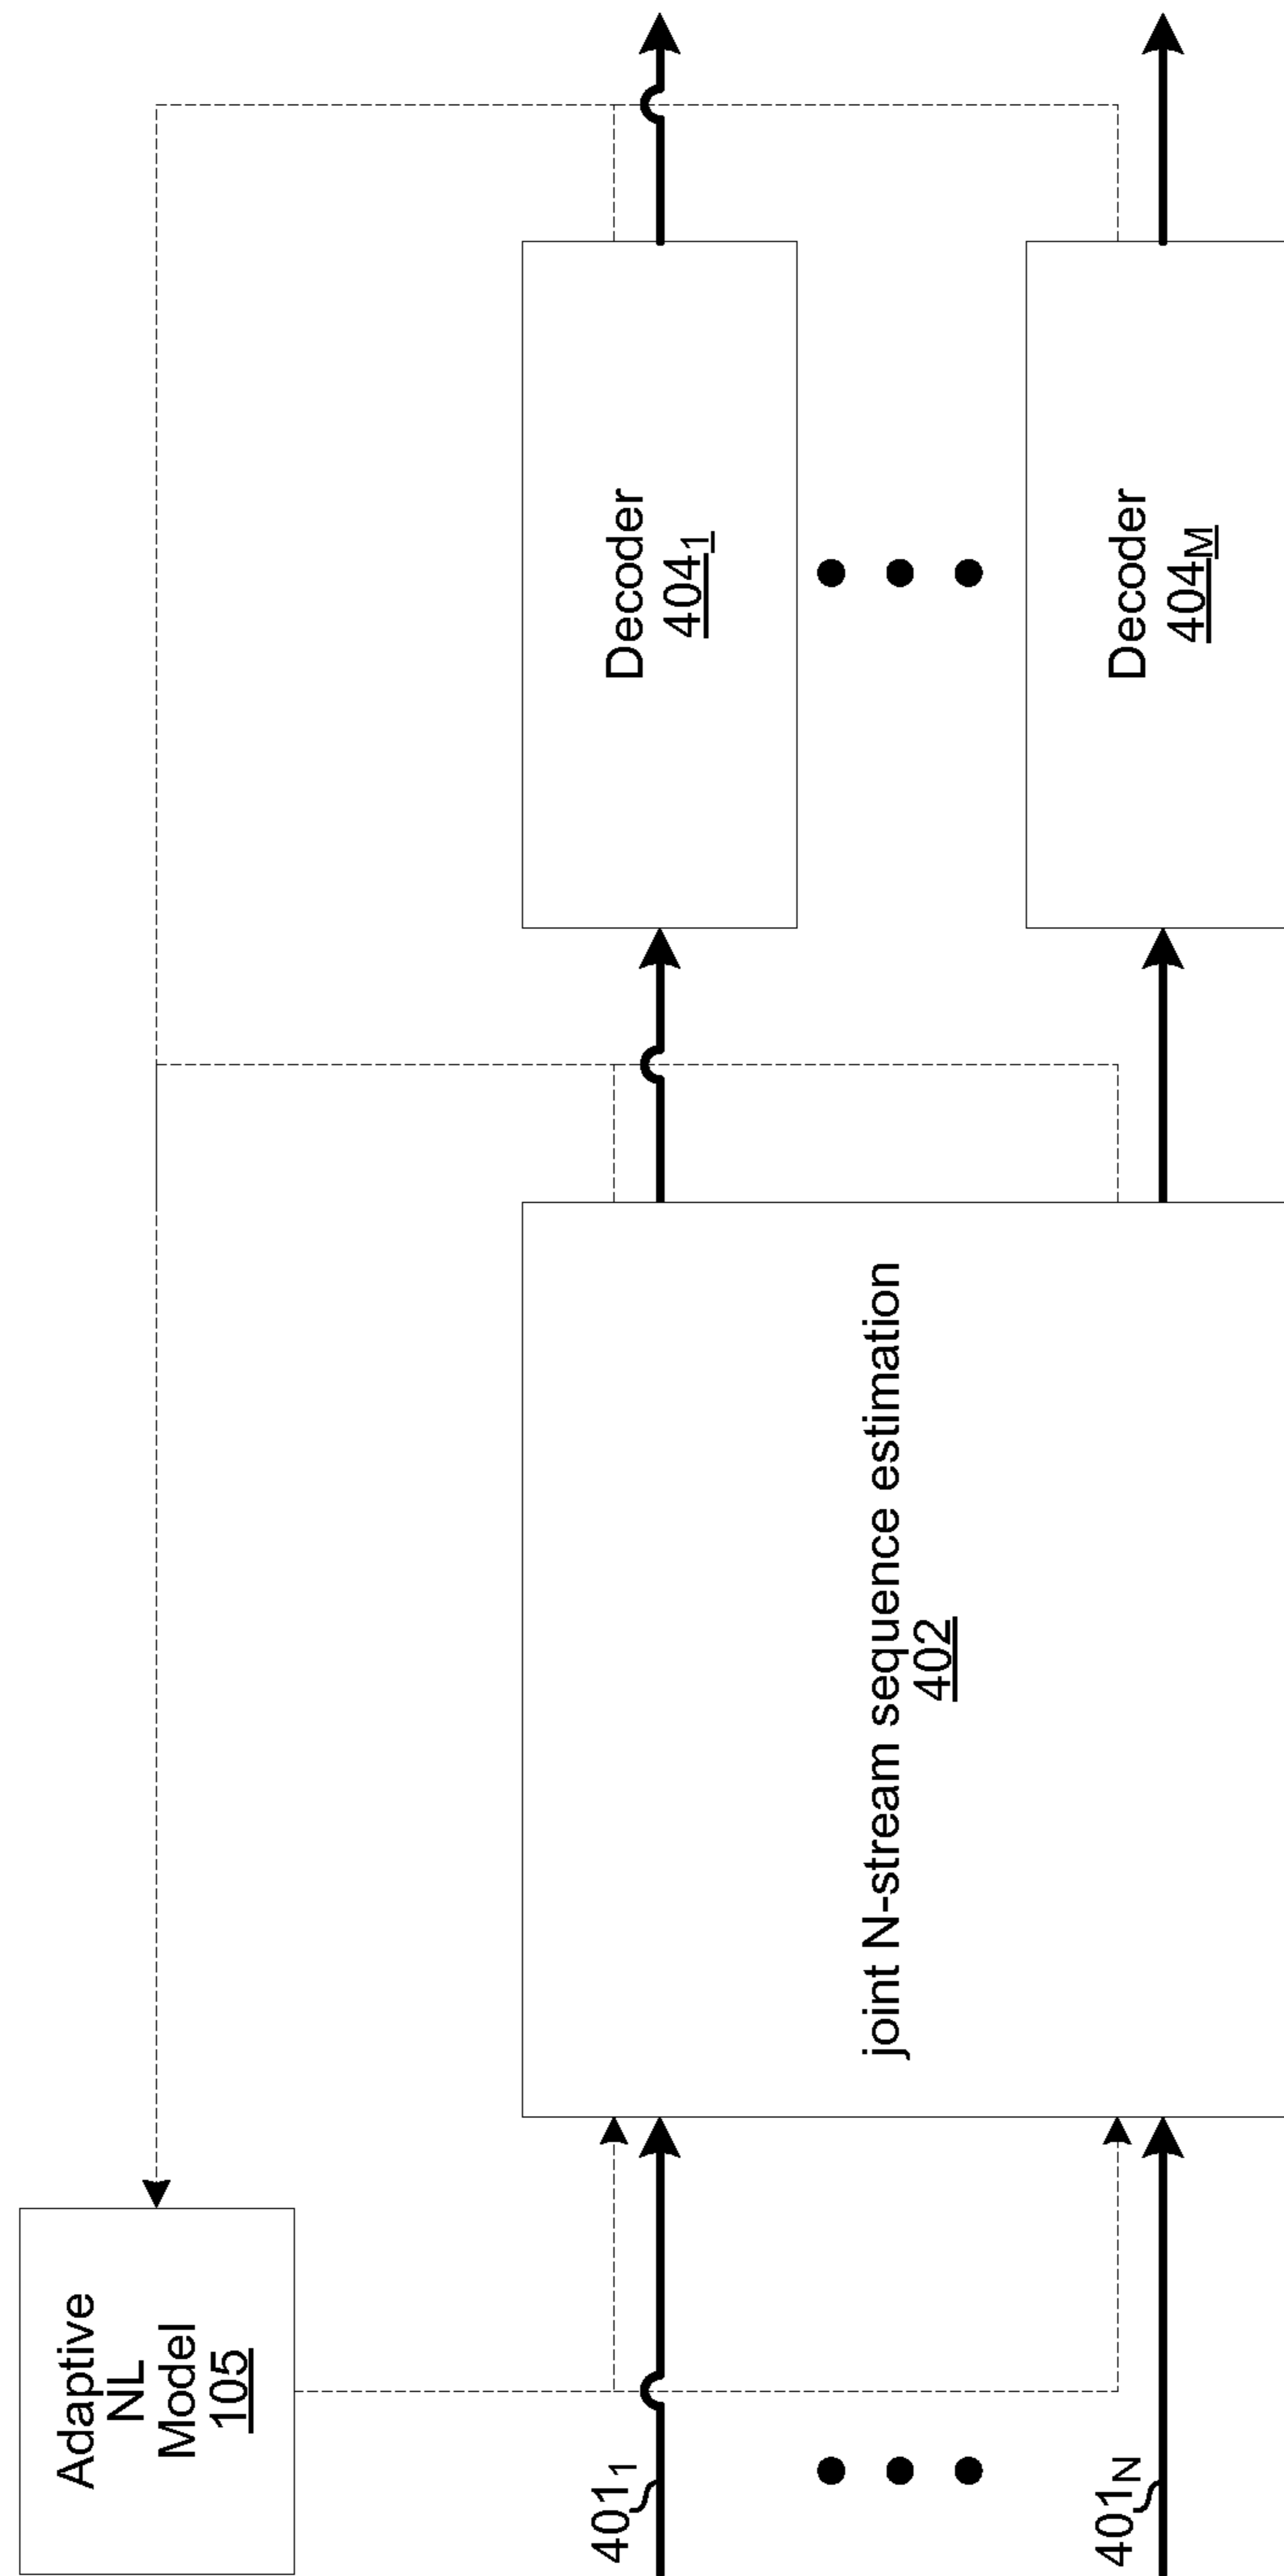 Adaptive
NL
Model
105
401₁
401N
joint N-stream sequence estimation
402
Decoder
404₁
Decoder
404M